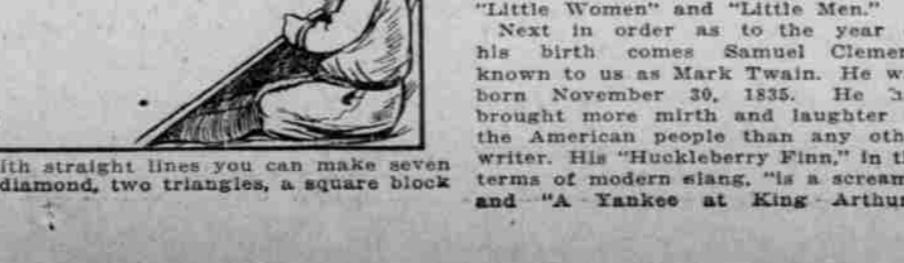 ith straight lines you can make seven
diamond, two triangles, a square block
"Little Women" and "Little Men."
Next in order as to the year
his birth comes Samuel Clemen
known to us as Mark Twain. He w
born November 30, 1835. He
brought more mirth and laughter
the American people than any oth
writer. His "Huckleberry Finn," in th
terms of modern slang, "is a scream
and "A Yankee at King Arthur